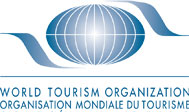 WORLD TOURISM ORGANIZATION
ORGANISATION MONDIALE DU TOURISME